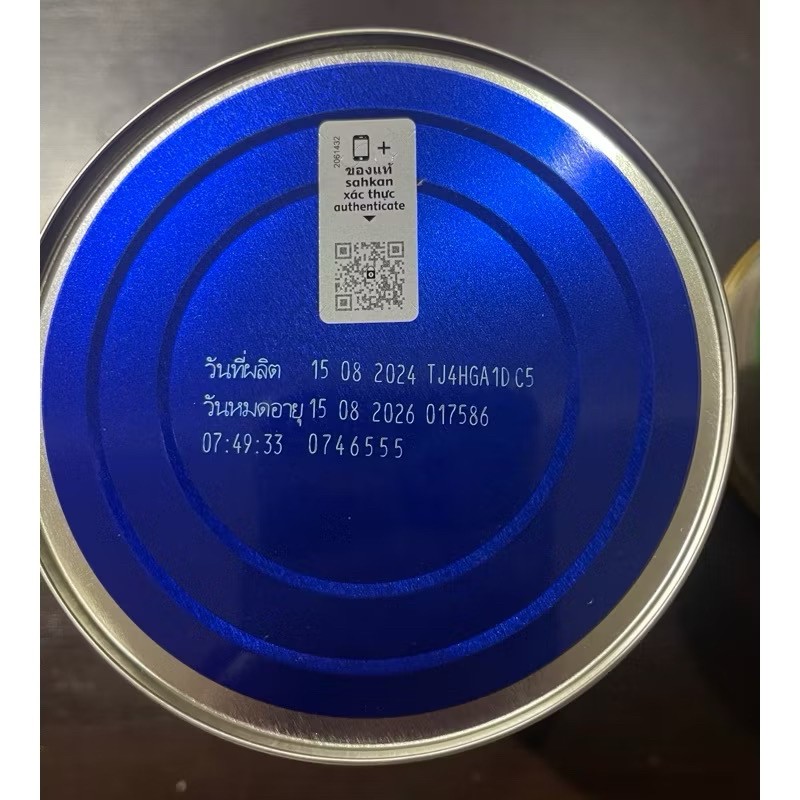 2061432
+
ของแท้
sahkan
xác thực
authenticate
วันที่ผลิต 15 08 2024 TJ4HGA1D C5
วันหมดอายุ 15 08 2026 017586
07:49:33 0746555